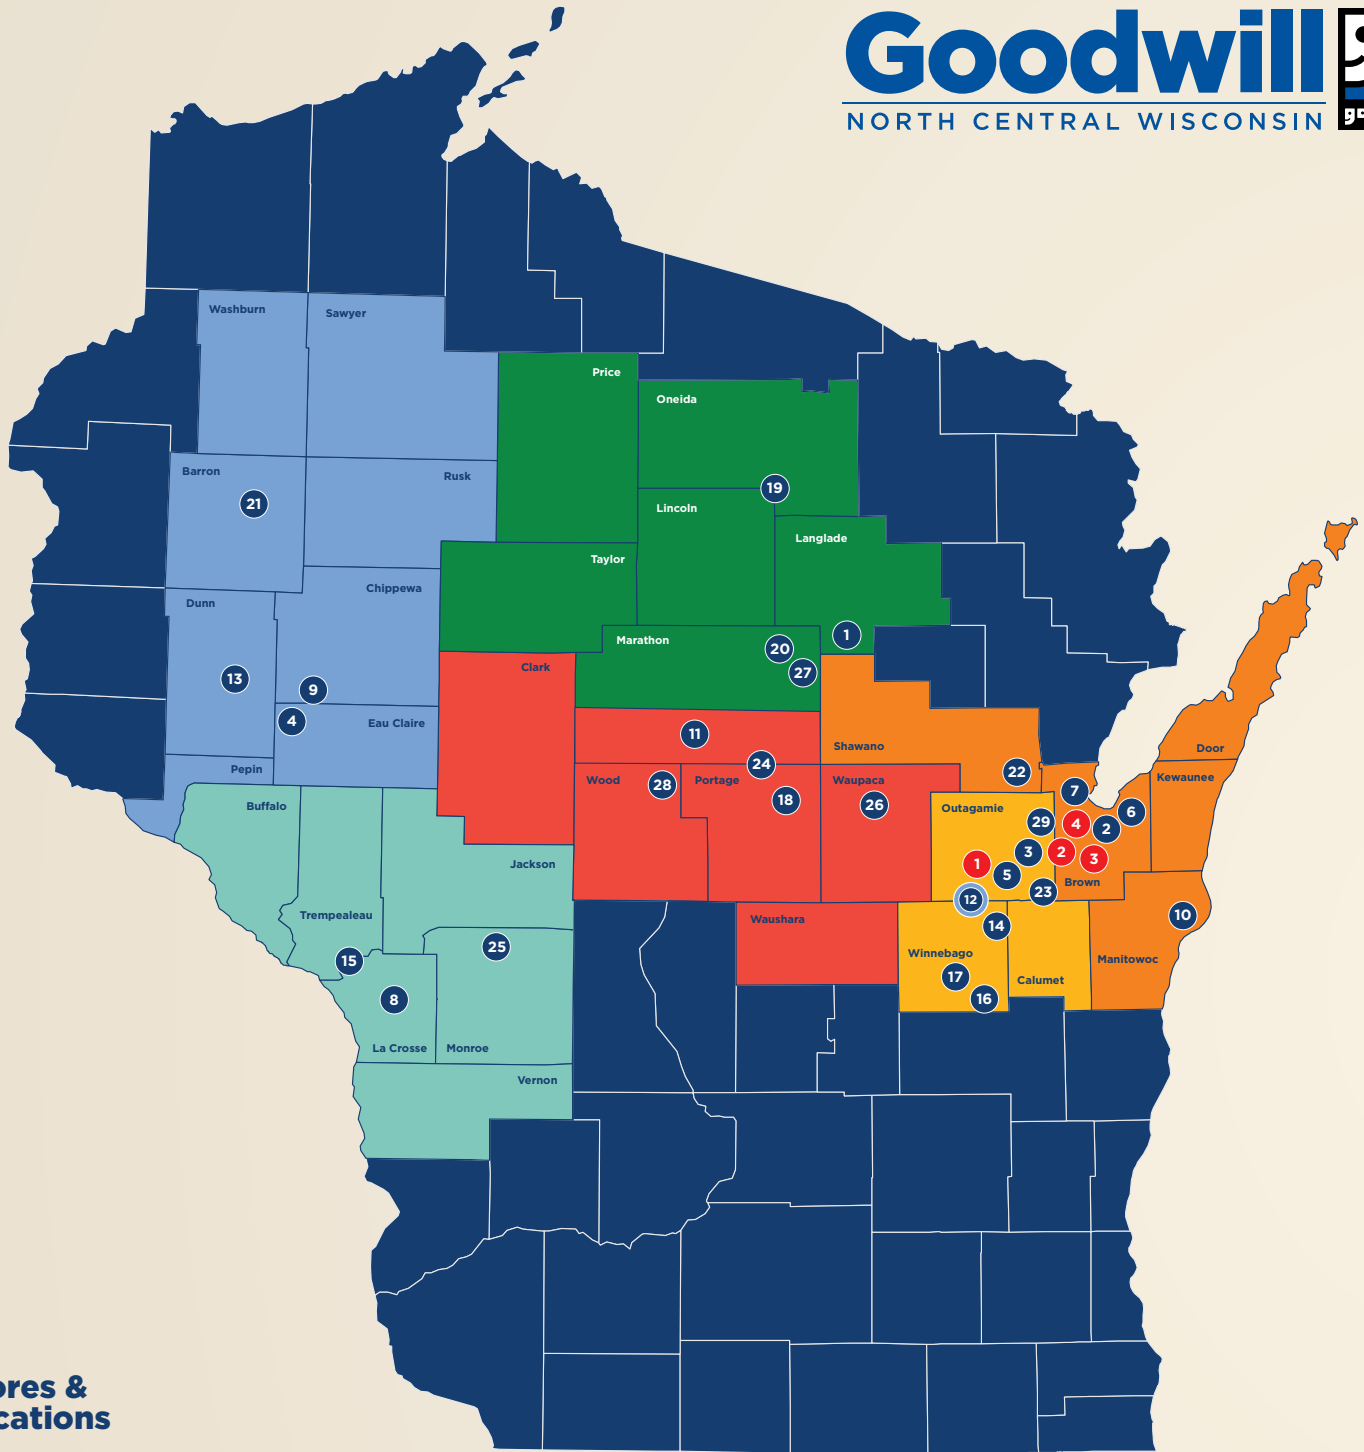 Goodwill
NORTH CENTRAL WISCONSIN
Washburn
Sawyer
Price
Oneida
Barron
21
Rusk
19
Lincoln
Langlade
Taylor
Chippewa
Dunn
Marathon
1
20
27
Clark
13
9
4
Eau Claire
11
Shawano
Door
Pepin
24
22
Kewaunee
Wood
28
Portage
Waupaca
7
Buffalo
18
26
Outagamie
6
29
4
2
3
2
3
Jackson
1
5
Brown
23
12
Trempealeau
Waushara
10
14
25
Winnebago
Manitowoc
15
17
Calumet
8
16
La Crosse
Monroe
Vernon
ores &
cations